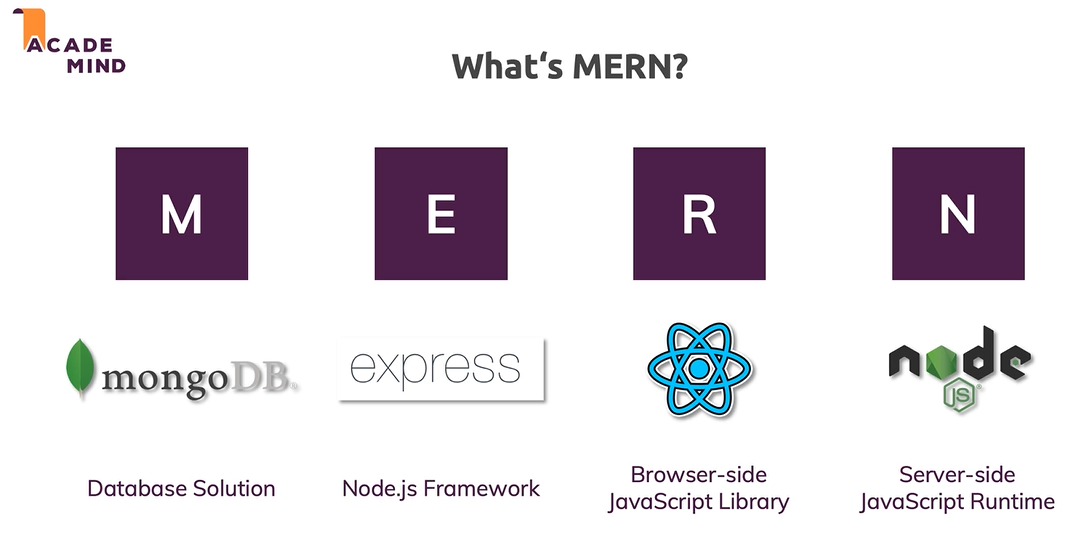 ACADE
MIND
What‘s MERN?
M
E
R
N
mongoDB®
express
node
JS®
Database Solution
Node.js Framework
Browser-side
JavaScript Library
Server-side
JavaScript Runtime